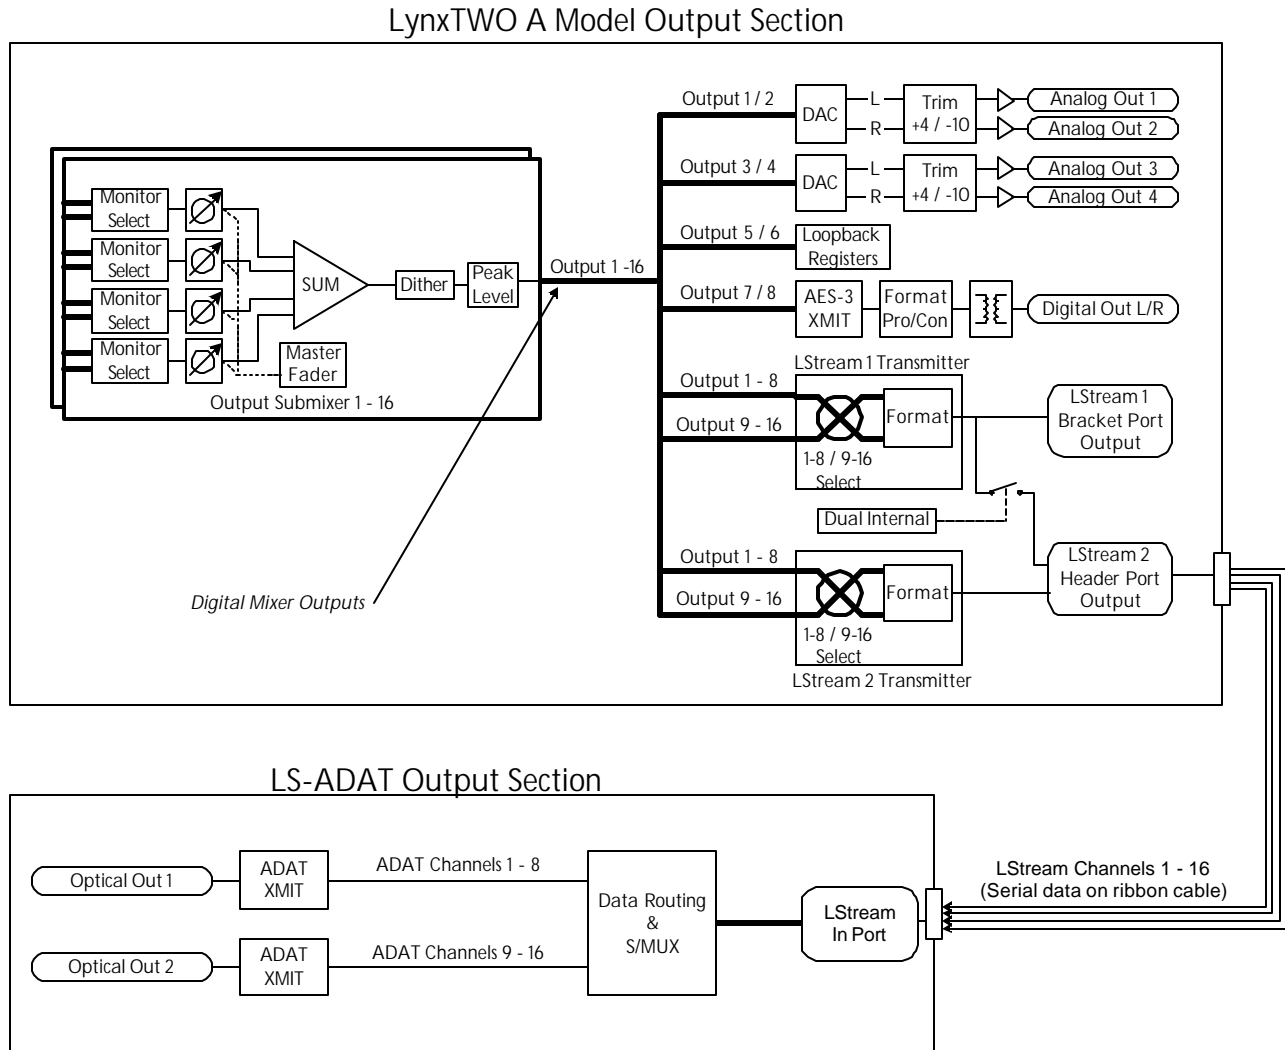 LynxTWO A Model Output Section
Output 1 / 2
DAC
L
R
Trim
+4 / -10
Analog Out 1
Analog Out 2
Output 3 / 4
DAC
L
R
Trim
+4 / -10
Analog Out 3
Analog Out 4
Output 5 / 6
Loopback
Registers
Output 7 / 8
AES-3
XMIT
Format
Pro/Con
Digital Out L/R
Monitor
Select
Monitor
Select
Monitor
Select
Monitor
Select
SUM
Dither
Peak
Level
Output 1 -16
Master
Fader
Output Submixer 1 - 16
Digital Mixer Outputs
LStream 1 Transmitter
Output 1 - 8
Output 9 - 16
Format
1-8 / 9-16
Select
LStream 1
Bracket Port
Output
Dual Internal
Output 1 - 8
Output 9 - 16
Format
1-8 / 9-16
Select
LStream 2 Transmitter
LStream 2
Header Port
Output
LS-ADAT Output Section
Optical Out 1
ADAT
XMIT
ADAT Channels 1 - 8
Optical Out 2
ADAT
XMIT
ADAT Channels 9 - 16
Data Routing
&
S/MUX
LStream
In Port
LStream Channels 1 - 16
(Serial data on ribbon cable)